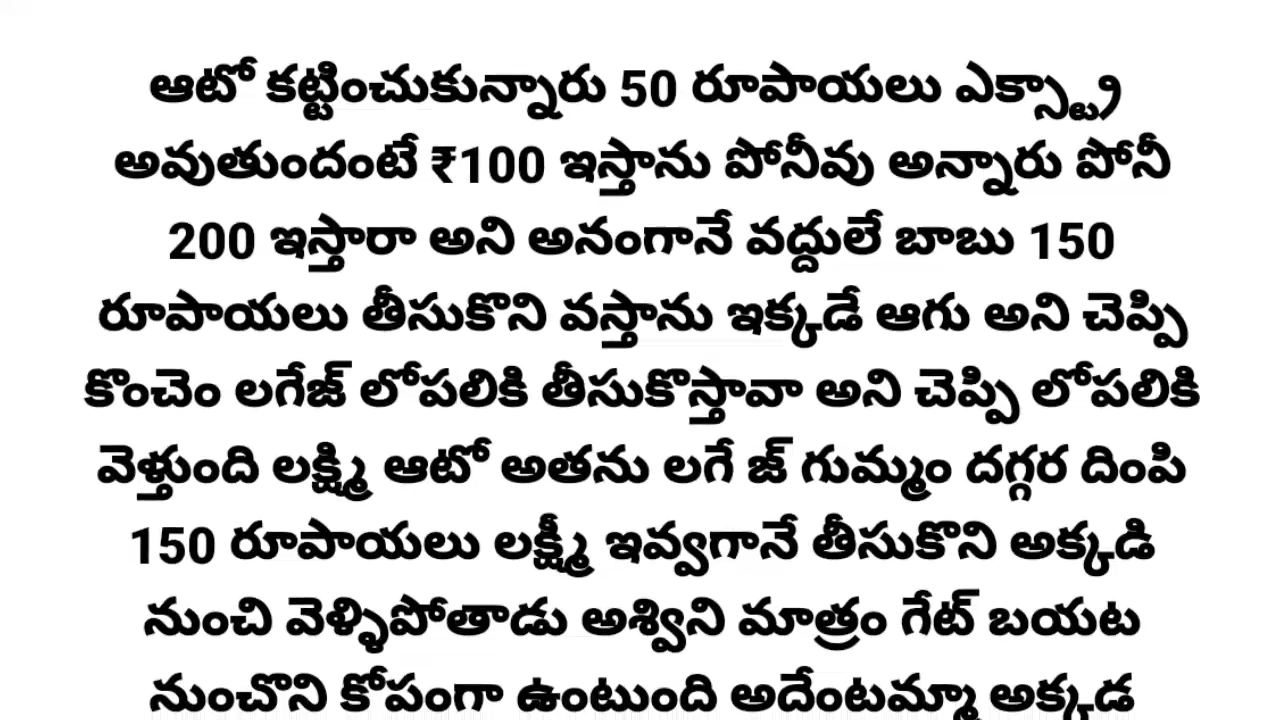 ఆటో కట్టించుకున్నారు 50 రూపాయలు ఎక్స్ట్రా
అవుతుందంటే ₹100 ఇస్తాను పోనీవు అన్నారు పోనీ
200 ఇస్తారా అని అనంగానే వద్దులే బాబు 150
రూపాయలు తీసుకొని వస్తాను ఇక్కడే ఆగు అని చెప్పి
కొంచెం లగేజ్ లోపలికి తీసుకొస్తావా అని చెప్పి లోపలికి
వెళ్తుంది లక్ష్మి ఆటో అతను లగే జ్ గుమ్మం దగ్గర దింపి
150 రూపాయలు లక్ష్మీ ఇవ్వగానే తీసుకొని అక్కడి
నుంచి వెళ్ళిపోతాడు అశ్విని మాత్రం గేట్ బయట
నుంచొని కోపంగా ఉంటుంది అదేంటమ్మా అక్కడ